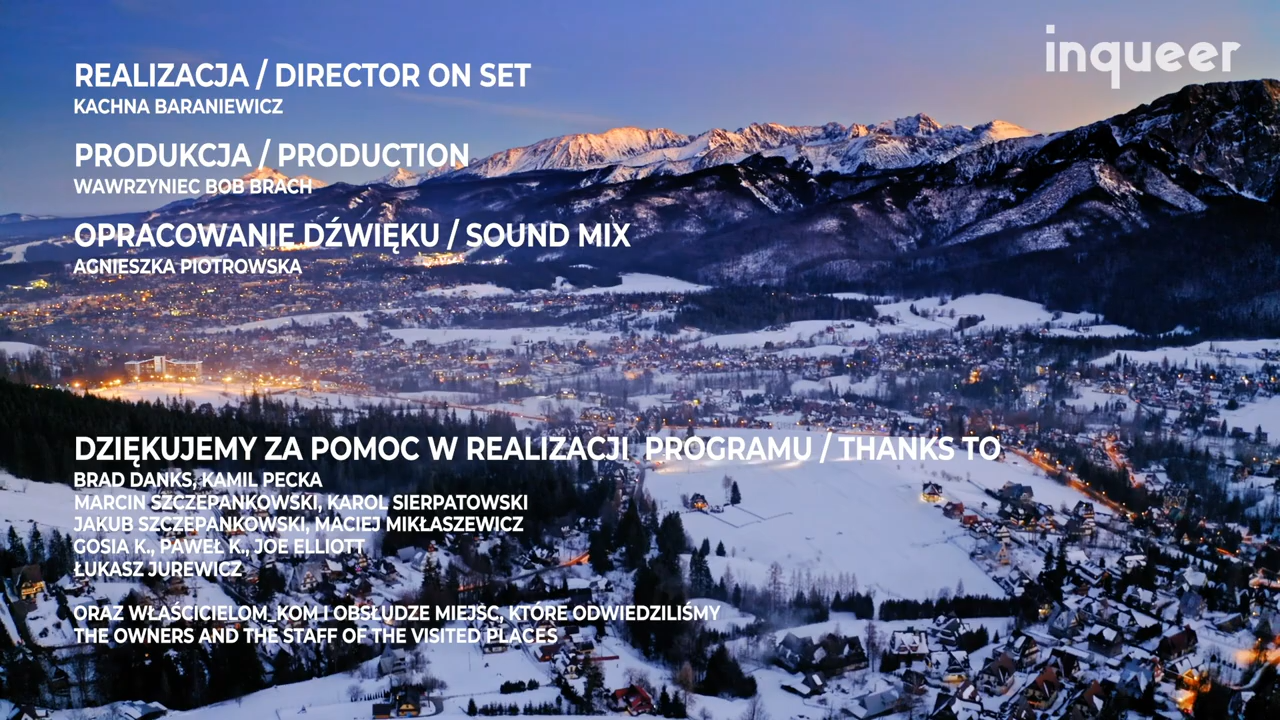 inqueer
REALIZACJA / DIRECTOR ON SET
KACHNA BARANIEWICZ
PRODUKCJA / PRODUCTION
WAWRZYNIEC BOB BRACH
OPRACOWANIE DŹWIĘKU / SOUND MIX
AGNIESZKA PIOTROWSKA
DZIĘKUJEMY ZA POMOC W REALIZACJI PROGRAMU / THANKS TO
BRAD DANKS, KAMIL PECKA
MARCIN SZCZEPANKOWSKI, KAROL SIERPATOWSKI
JAKUB SZCZEPANKOWSKI, MACIEJ MIKŁASZEWICZ
GOSIA K., PAWEŁ K., JOE ELLIOTT
ŁUKASZ JUREWICZ
ORAZ WŁAŚCICIELOM_KOM I OBSŁUDZE MIEJSC, KTÓRE ODWIEDZILIŚMY
THE OWNERS AND THE STAFF OF THE VISITED PLACES